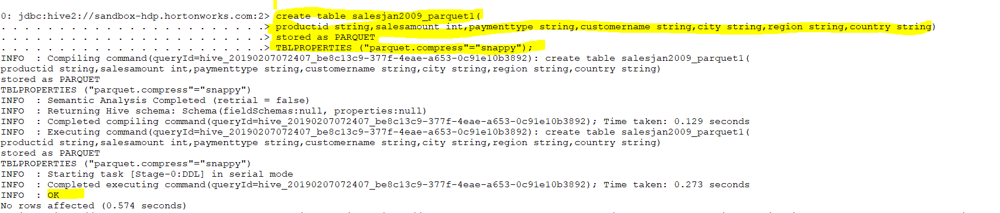 0: jdbc:hive2://sandbox-hdp.hortonworks.com:2> create table salesjan2009_parquet1(
. . . . . . . . . . . . . . . . . . . . . . .> productid string,salesamount int,paymenttype string,customername string,city string,region string,country string)
. . . . . . . . . . . . . . . . . . . . . . .> stored as PARQUET
. . . . . . . . . . . . . . . . . . . . . . .> TBLPROPERTIES ("parquet.compress"="snappy");
INFO  : Compiling command(queryId=hive_20190207072407_be8c13c9-377f-4eae-a653-0c91e10b3892): create table salesjan2009_parquet1(
productid string,salesamount int,paymenttype string,customername string,city string,region string,country string)
stored as PARQUET
TBLPROPERTIES ("parquet.compress"="snappy")
INFO  : Semantic Analysis Completed (retrial = false)
INFO  : Returning Hive schema: Schema(fieldSchemas:null, properties:null)
INFO  : Completed compiling command(queryId=hive_20190207072407_be8c13c9-377f-4eae-a653-0c91e10b3892); Time taken: 0.129 seconds
INFO  : Executing command(queryId=hive_20190207072407_be8c13c9-377f-4eae-a653-0c91e10b3892): create table salesjan2009_parquet1(
productid string,salesamount int,paymenttype string,customername string,city string,region string,country string)
stored as PARQUET
TBLPROPERTIES ("parquet.compress"="snappy")
INFO  : Starting task [Stage-0:DDL] in serial mode
INFO  : Completed executing command(queryId=hive_20190207072407_be8c13c9-377f-4eae-a653-0c91e10b3892); Time taken: 0.273 seconds
INFO  : OK
No rows affected (0.574 seconds)